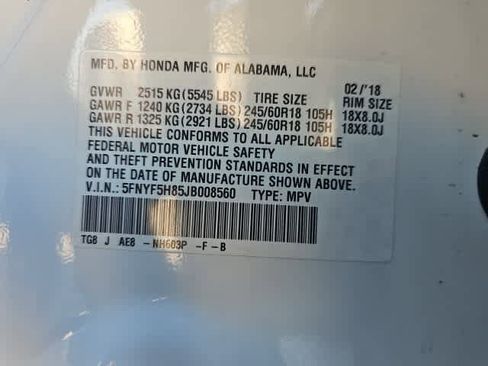 MFD. BY HONDA MFG. OF ALABAMA, LLC
GVWR 2515 KG (5545 LBS) TIRE SIZE 02/'18 RIM SIZE
GAWR F 1240 KG (2734 LBS) 245/60R18 105H 18X8.0J
GAWR R 1325 KG (2921 LBS) 245/60R18 105H 18X8.0J
THIS VEHICLE CONFORMS TO ALL APPLICABLE
FEDERAL MOTOR VEHICLE SAFETY
AND THEFT PREVENTION STANDARDS IN EFFECT
ON THE DATE OF MANUFACTURE SHOWN ABOVE.
V.I.N.: 5FNYF5H85JB008560 TYPE: MPV
TG8 J AE8 -NH603P -F -B